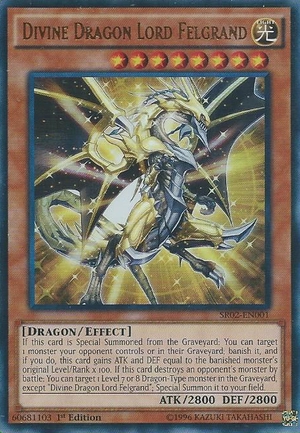 DIVINE DRAGON LORD FELGRAND
LIGHT
光
SR02-EN001
[DRAGON/EFFECT]
If this card is Special Summoned from the Graveyard: You can target
1 monster your opponent controls or in their Graveyard; banish it, and
if you do, this card gains ATK and DEF equal to the banished monster's
original Level/Rank x 100. If this card destroys an opponent's monster
by battle: You can target 1 Level 7 or 8 Dragon-Type monster in the Graveyard,
except "Divine Dragon Lord Felgrand"; Special Summon it to your field.
ATK/2800 DEF/2800
60681103 1st Edition ©1996 KAZUKI TAKAHASHI